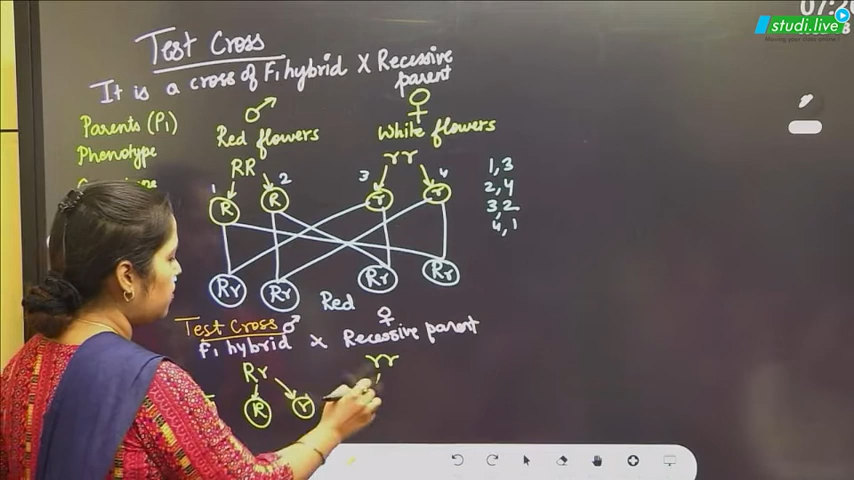 07:2
studi.live
Test Cross
It is a cross of F₁ hybrid X Recessive parent
♂ ♀
Parents (P₁) Red flowers White flowers
Phenotype RR rr
1 2 3 4
R R r r
1,3
2,4
3,2
4,1
Rr Rr Rr Rr
Red
Test Cross ♂ ♀
F₁ hybrid x Recessive parent
Rr rr
R r